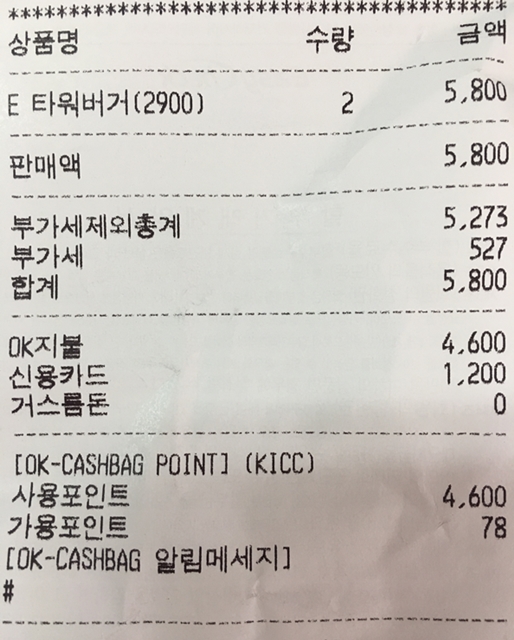 ****************************************
상품명 수량 금액
E 타워버거(2900) 2 5,800
판매액 5,800
부가세제외총계 5,273
부가세 527
합계 5,800
OK지불 4,600
신용카드 1,200
거스름돈 0
[OK-CASHBAG POINT] (KICC)
사용포인트 4,600
가용포인트 78
[OK-CASHBAG 알림메세지]
#